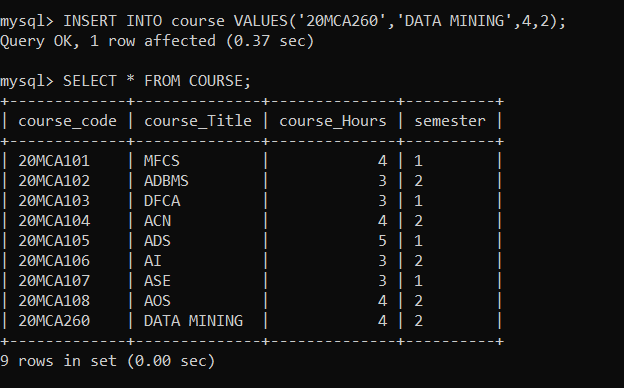 mysql> INSERT INTO course VALUES('20MCA260','DATA MINING',4,2);
Query OK, 1 row affected (0.37 sec)
mysql> SELECT * FROM COURSE;
+-------------+--------------+--------------+----------+
| course_code | course_Title | course_Hours | semester |
+-------------+--------------+--------------+----------+
| 20MCA101    | MFCS         |            4 | 1        |
| 20MCA102    | ADBMS        |            3 | 2        |
| 20MCA103    | DFCA         |            3 | 1        |
| 20MCA104    | ACN          |            4 | 2        |
| 20MCA105    | ADS          |            5 | 1        |
| 20MCA106    | AI           |            3 | 2        |
| 20MCA107    | ASE          |            3 | 1        |
| 20MCA108    | AOS          |            4 | 2        |
| 20MCA260    | DATA MINING  |            4 | 2        |
+-------------+--------------+--------------+----------+
9 rows in set (0.00 sec)